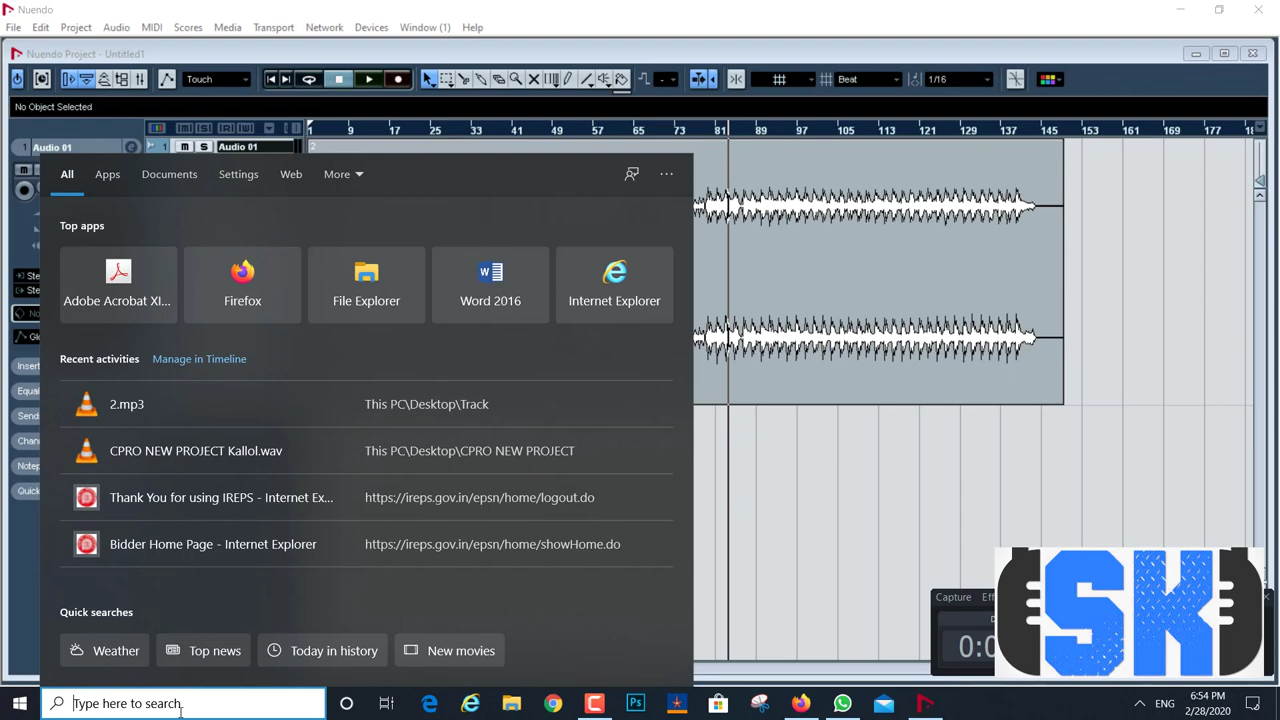 Nuendo
File Edit Project Audio MIDI Scores Media Transport Network Devices Window (1) Help
Nuendo Project - Untitled1
Touch Beat 1/16
No Object Selected
1 9 17 25 33 41 49 57 65 73 81 89 97 105 113 121 129 137 145 153 161 169 177
1 Audio 01 1 M S Audio 01 2
All Apps Documents Settings Web More
Top apps
Adobe Acrobat XI... Firefox File Explorer Word 2016 Internet Explorer
Recent activities Manage in Timeline
2.mp3 This PC\Desktop\Track
CPRO NEW PROJECT Kallol.wav This PC\Desktop\CPRO NEW PROJECT
Thank You for using IREPS - Internet Ex... https://ireps.gov.in/epsn/home/logout.do
Bidder Home Page - Internet Explorer https://ireps.gov.in/epsn/home/showHome.do
Quick searches
Weather Top news Today in history New movies
Capture
SK
Type here to search
ENG
6:54 PM
2/28/2020